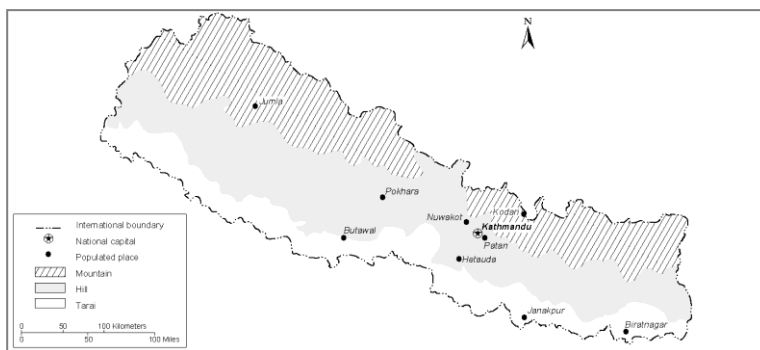 N
Jumla
Pokhara
Kodari
Nuwakot
Kathmandu
Butawal
Patan
Hetauda
Janakpur
Biratnagar
International boundary
National capital
Populated place
Mountain
Hill
Tarai
0 50 100 Kilometers
0 50 100 Miles